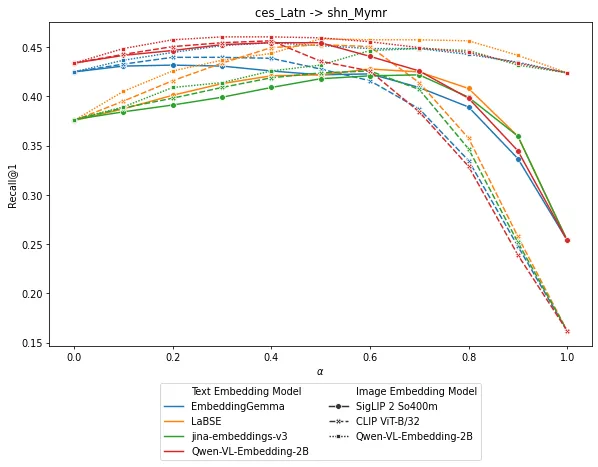 ces_Latn -> shn_Mymr
Recall@1
0.45
0.40
0.35
0.30
0.25
0.20
0.15
0.0 0.2 0.4 0.6 0.8 1.0
α
Text Embedding Model Image Embedding Model
EmbeddingGemma SigLIP 2 So400m
LaBSE CLIP ViT-B/32
jina-embeddings-v3 Qwen-VL-Embedding-2B
Qwen-VL-Embedding-2B